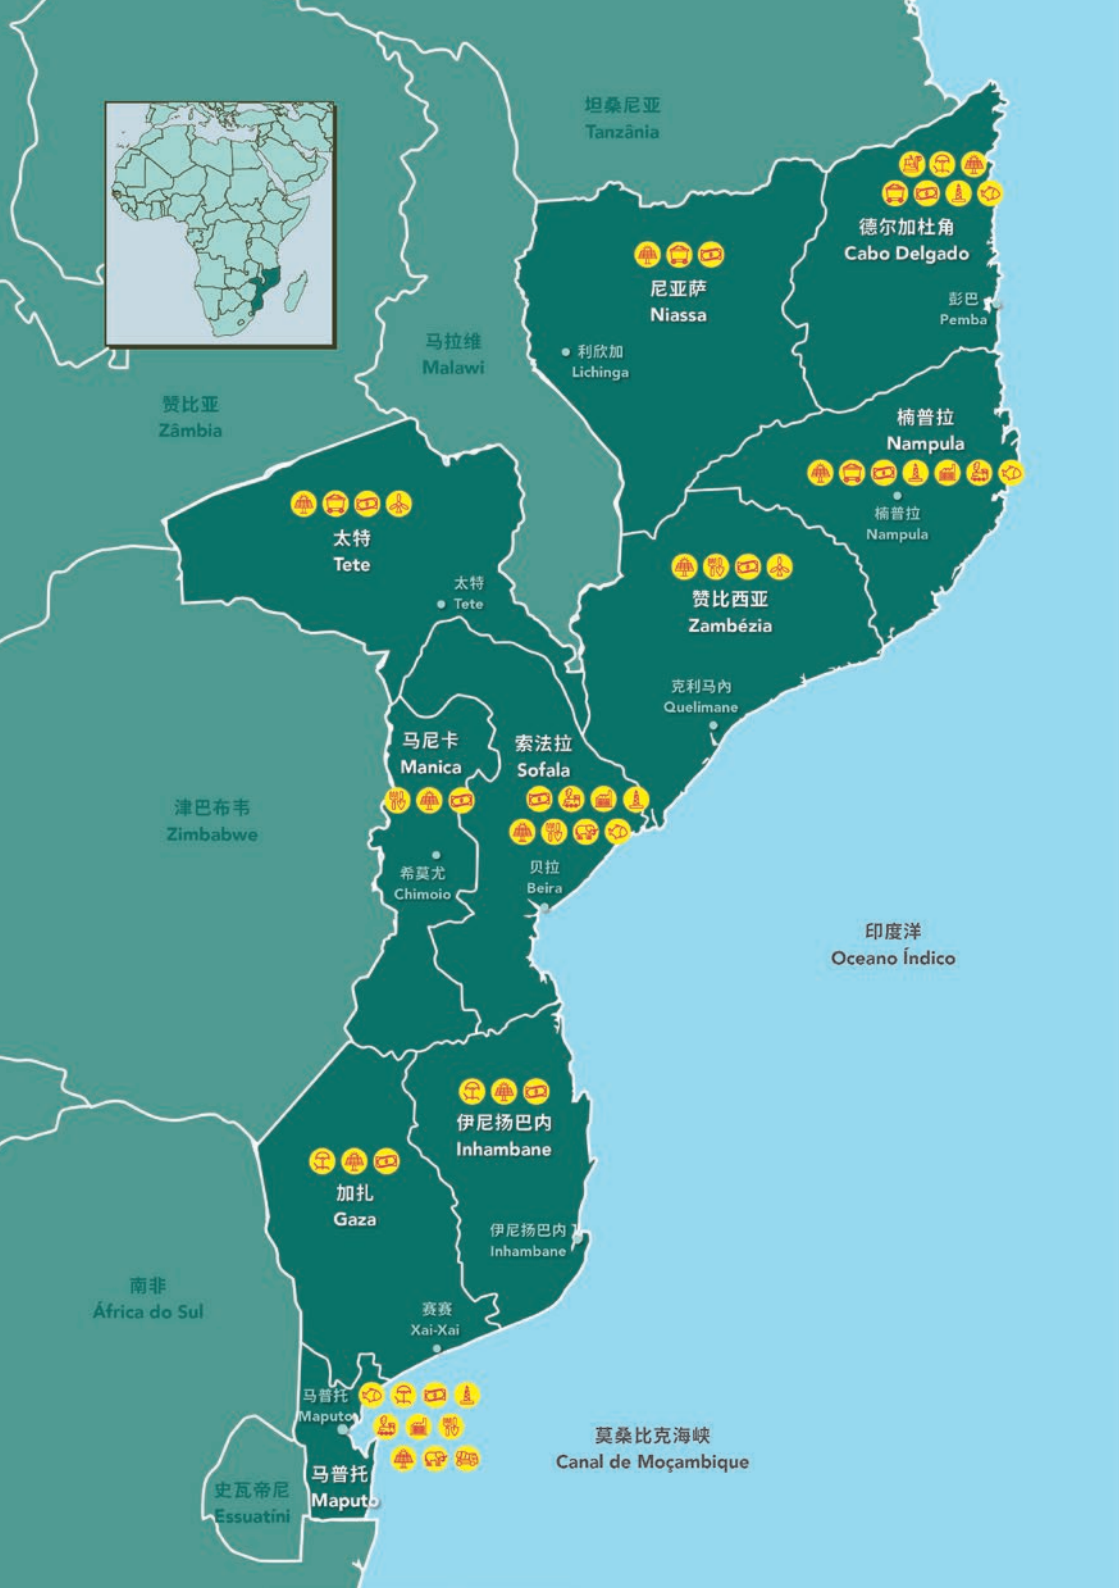 坦桑尼亚
Tanzânia
德尔加杜角
Cabo Delgado
尼亚萨
Niassa
彭巴
Pemba
马拉维
Malawi
利欣加
Lichinga
赞比亚
Zâmbia
楠普拉
Nampula
楠普拉
Nampula
太特
Tete
太特
Tete
赞比西亚
Zambézia
克利马内
Quelimane
马尼卡
Manica
索法拉
Sofala
津巴布韦
Zimbabwe
希莫尤
Chimoio
贝拉
Beira
印度洋
Oceano Índico
伊尼扬巴内
Inhambane
加扎
Gaza
伊尼扬巴内
Inhambane
南非
África do Sul
赛赛
Xai-Xai
马普托
Maputo
莫桑比克海峡
Canal de Moçambique
马普托
Maputo
史瓦帝尼
Essuatíni